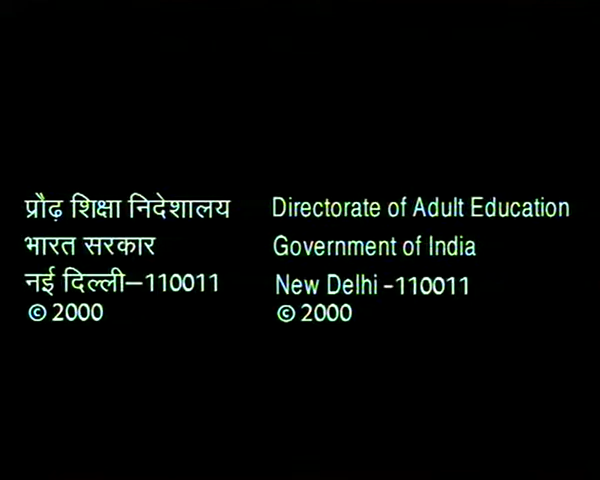 प्रौढ़ शिक्षा निदेशालय
भारत सरकार
नई दिल्ली–110011
© 2000
Directorate of Adult Education
Government of India
New Delhi -110011
© 2000